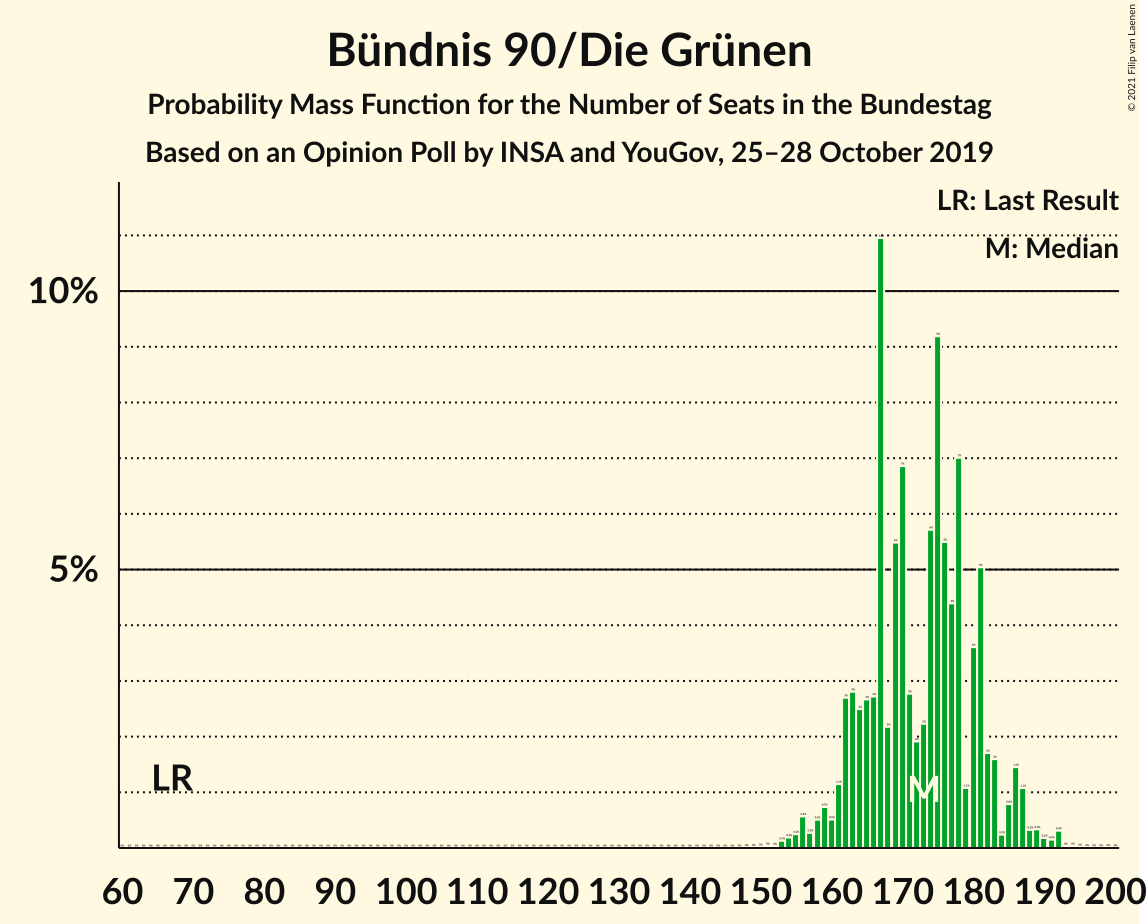 Bündnis 90/Die Grünen
Probability Mass Function for the Number of Seats in the Bundestag
Based on an Opinion Poll by INSA and YouGov, 25–28 October 2019
© 2021 Filip van Laenen
LR: Last Result
M: Median
10%
5%
LR
M
60 70 80 90 100 110 120 130 140 150 160 170 180 190 200